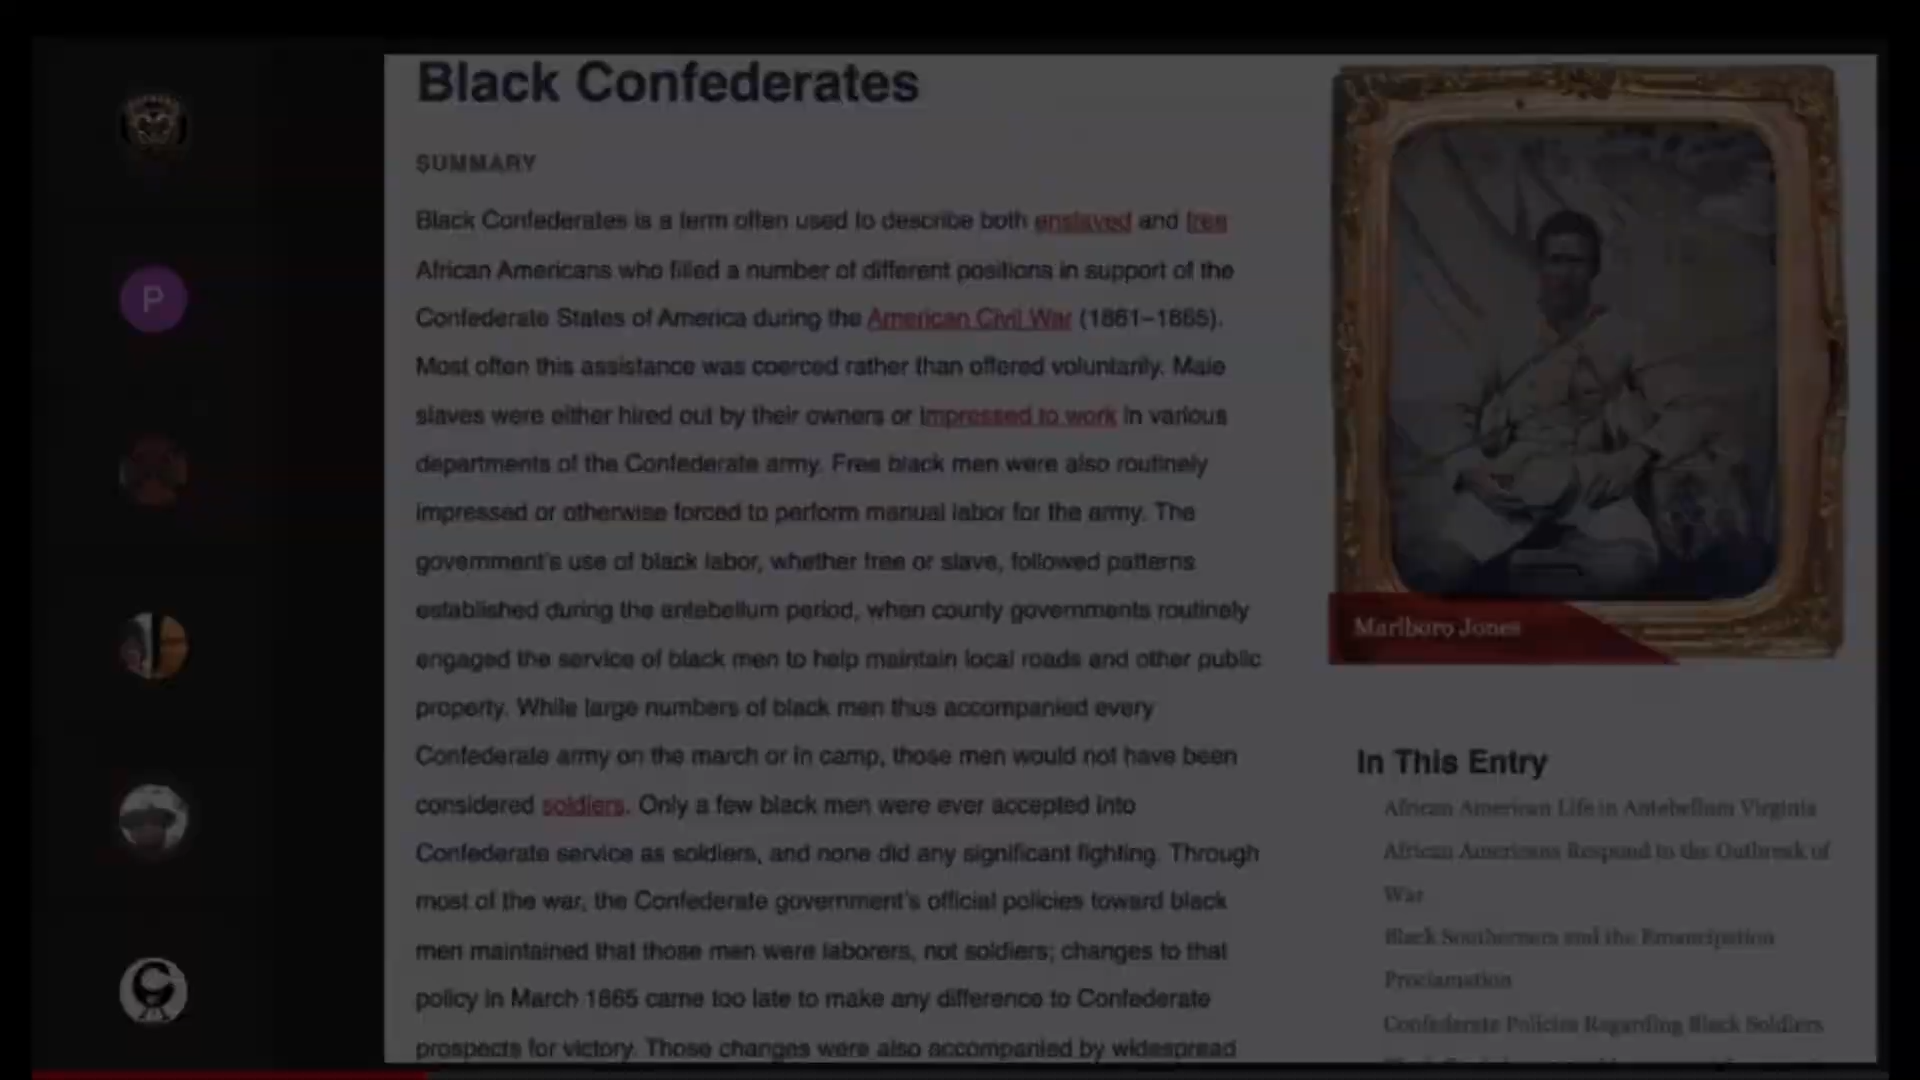 Black Confederates
SUMMARY
Black Confederates is a term often used to describe both enslaved and free
African Americans who filled a number of different positions in support of the
Confederate States of America during the American Civil War (1861–1865).
Most often this assistance was coerced rather than offered voluntarily. Male
slaves were either hired out by their owners or impressed to work in various
departments of the Confederate army. Free black men were also routinely
impressed or otherwise forced to perform manual labor for the army. The
government's use of black labor, whether free or slave, followed patterns
established during the antebellum period, when county governments routinely
engaged the service of black men to help maintain local roads and other public
property. While large numbers of black men thus accompanied every
Confederate army on the march or in camp, those men would not have been
considered soldiers. Only a few black men were ever accepted into
Confederate service as soldiers, and none did any significant fighting. Through
most of the war, the Confederate government's official policies toward black
men maintained that those men were laborers, not soldiers; changes to that
policy in March 1865 came too late to make any difference to Confederate
prospects for victory. Those changes were also accompanied by widespread
Marlboro Jones
In This Entry
African American Life in Antebellum Virginia
African Americans Respond to the Outbreak of
War
Black Southerners and the Emancipation
Proclamation
Confederate Policies Regarding Black Soldiers
P